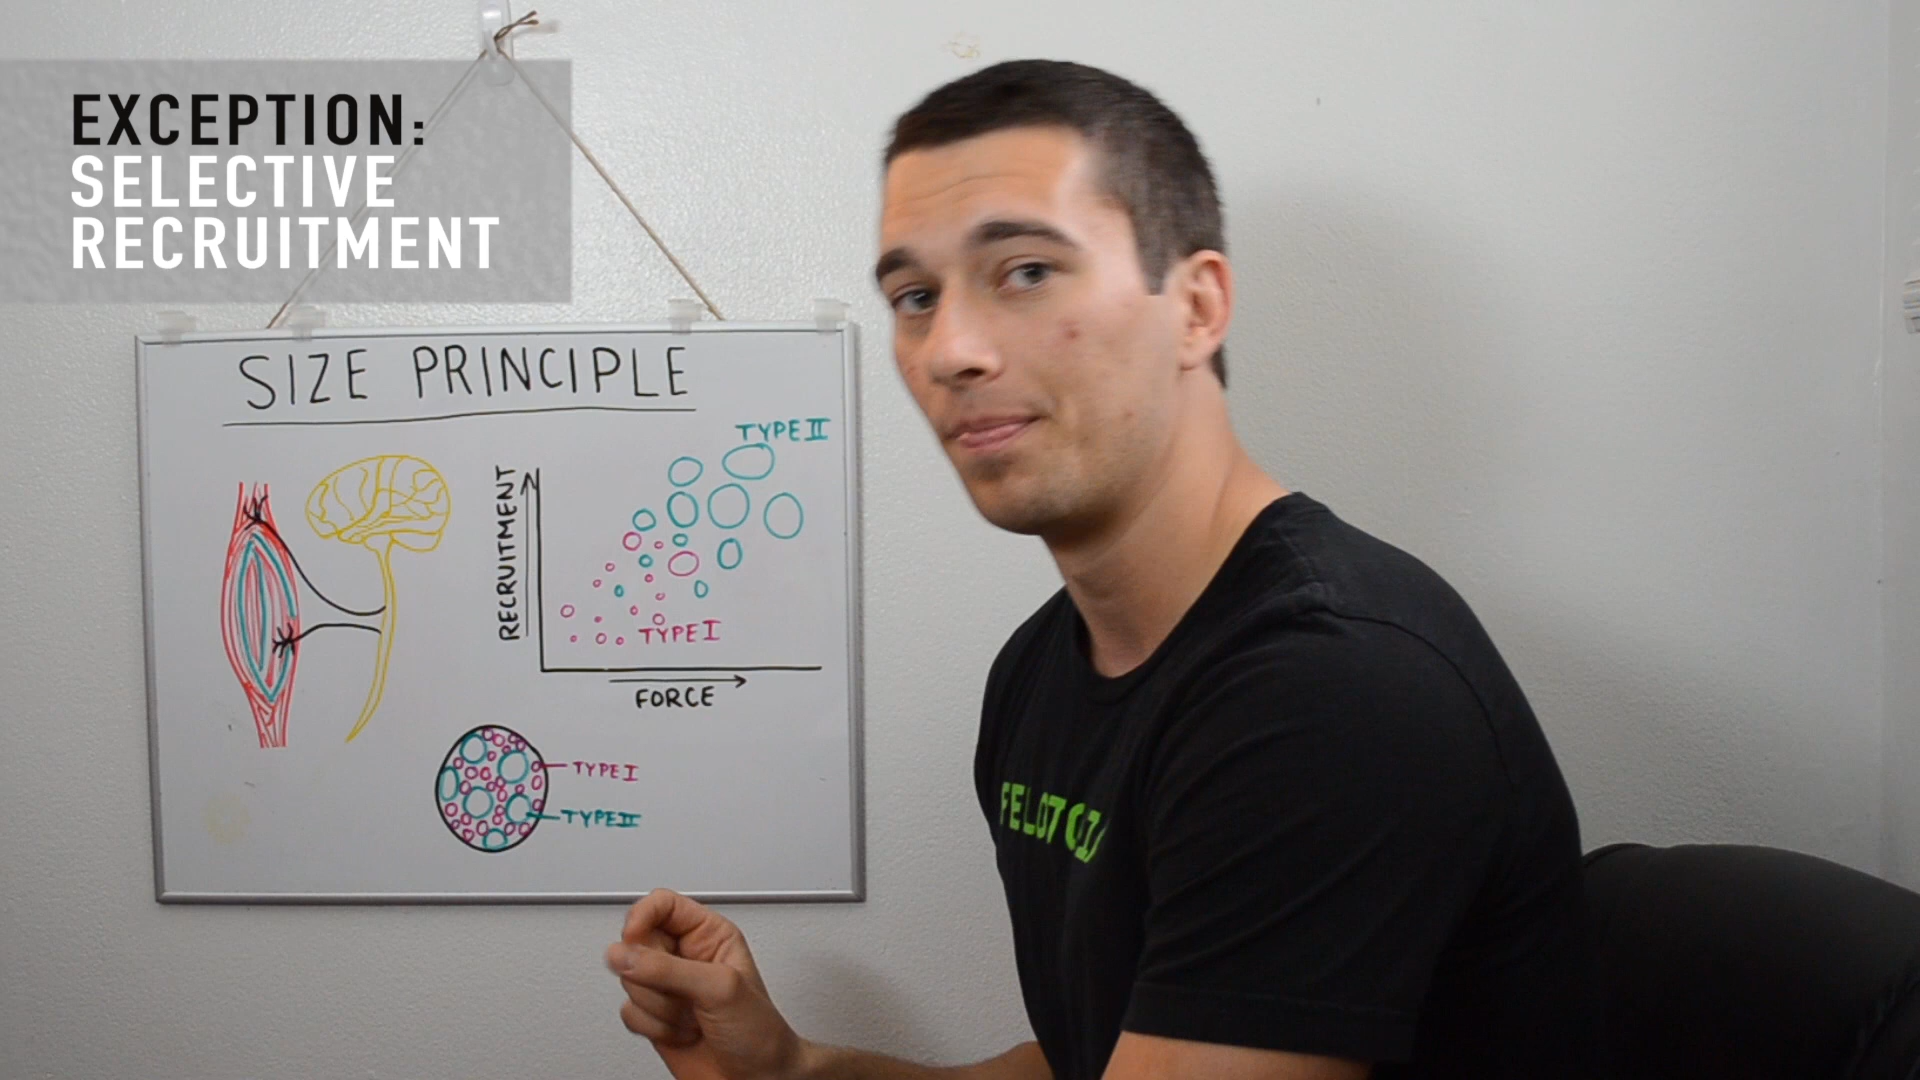 EXCEPTION:
SELECTIVE
RECRUITMENT
SIZE PRINCIPLE
TYPE II
RECRUITMENT
TYPE I
FORCE
TYPE I
TYPE II